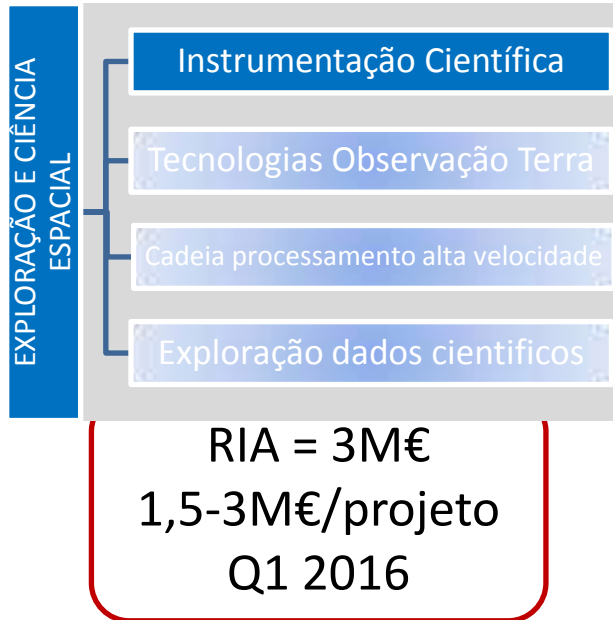 EXPLORAÇÃO E CIÊNCIA
ESPACIAL
Instrumentação Científica
Tecnologias Observação Terra
Cadeia processamento alta velocidade
Exploração dados cientificos
RIA = 3M€
1,5-3M€/projeto
Q1 2016